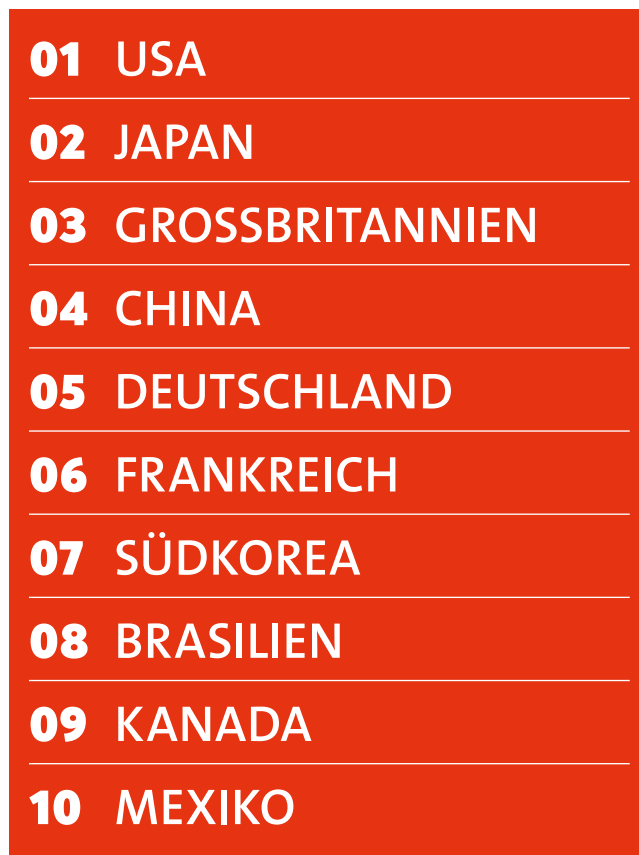 01 USA
02 JAPAN
03 GROSSBRITANNIEN
04 CHINA
05 DEUTSCHLAND
06 FRANKREICH
07 SÜDKOREA
08 BRASILIEN
09 KANADA
10 MEXIKO